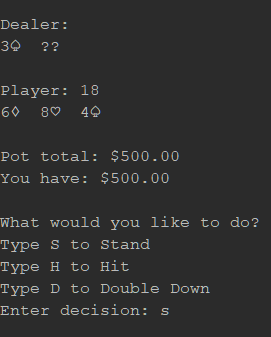 Dealer:
3♤  ??
Player: 18
6♢  8♡  4♤
Pot total: $500.00
You have: $500.00
What would you like to do?
Type S to Stand
Type H to Hit
Type D to Double Down
Enter decision: s